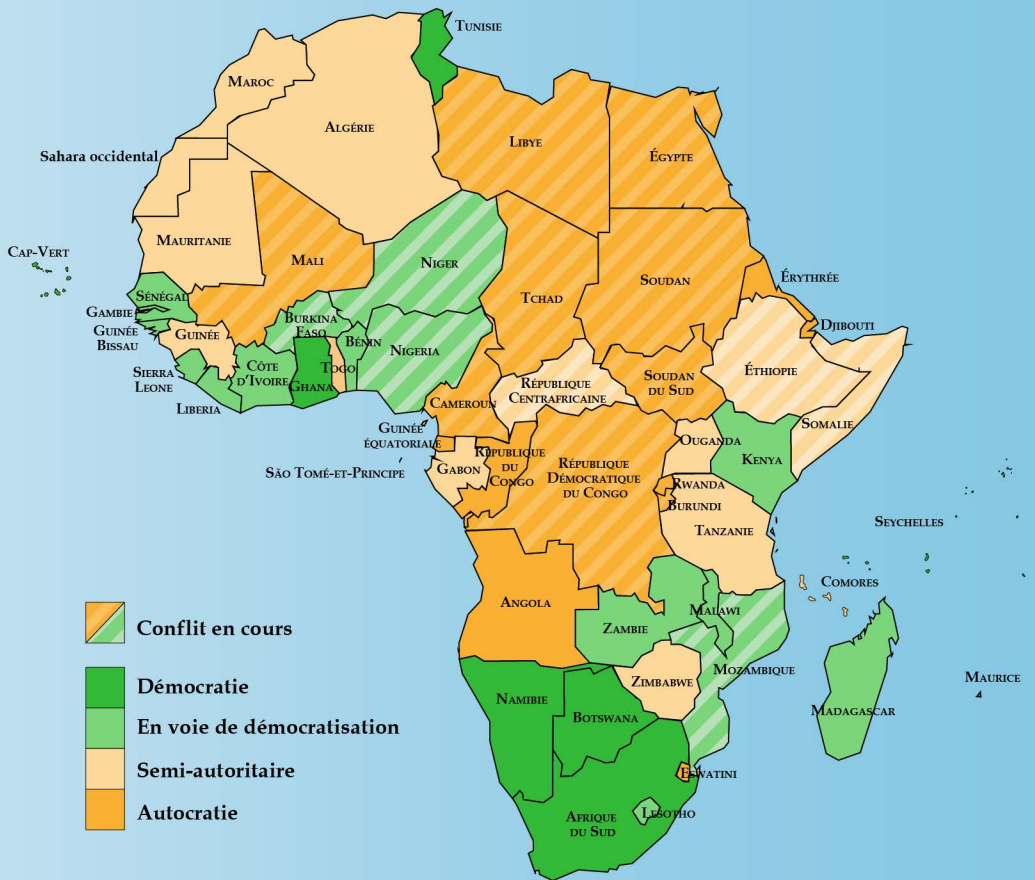 Tunisie
Maroc
Algérie
Libye
Égypte
Sahara occidental
Mauritanie
Mali
Niger
Cap-Vert
Tchad
Soudan
Érythrée
Sénégal
Gambie
Guinée
Bissau
Guinée
Burkina
Faso
Bénin
Nigeria
Djibouti
Sierra
Leone
Côte
d'Ivoire
Ghana
Togo
Liberia
Cameroun
République
Centrafricaine
Soudan
du Sud
Éthiopie
Somalie
Guinée
équatoriale
São Tomé-et-Principe
Gabon
République
du
Congo
République
Démocratique
du Congo
Ouganda
Kenya
Rwanda
Burundi
Tanzanie
Seychelles
Comores
Angola
Zambie
Malawi
Mozambique
Zimbabwe
Madagascar
Maurice
Namibie
Botswana
Eswatini
Lesotho
Afrique
du Sud
Conflit en cours
Démocratie
En voie de démocratisation
Semi-autoritaire
Autocratie